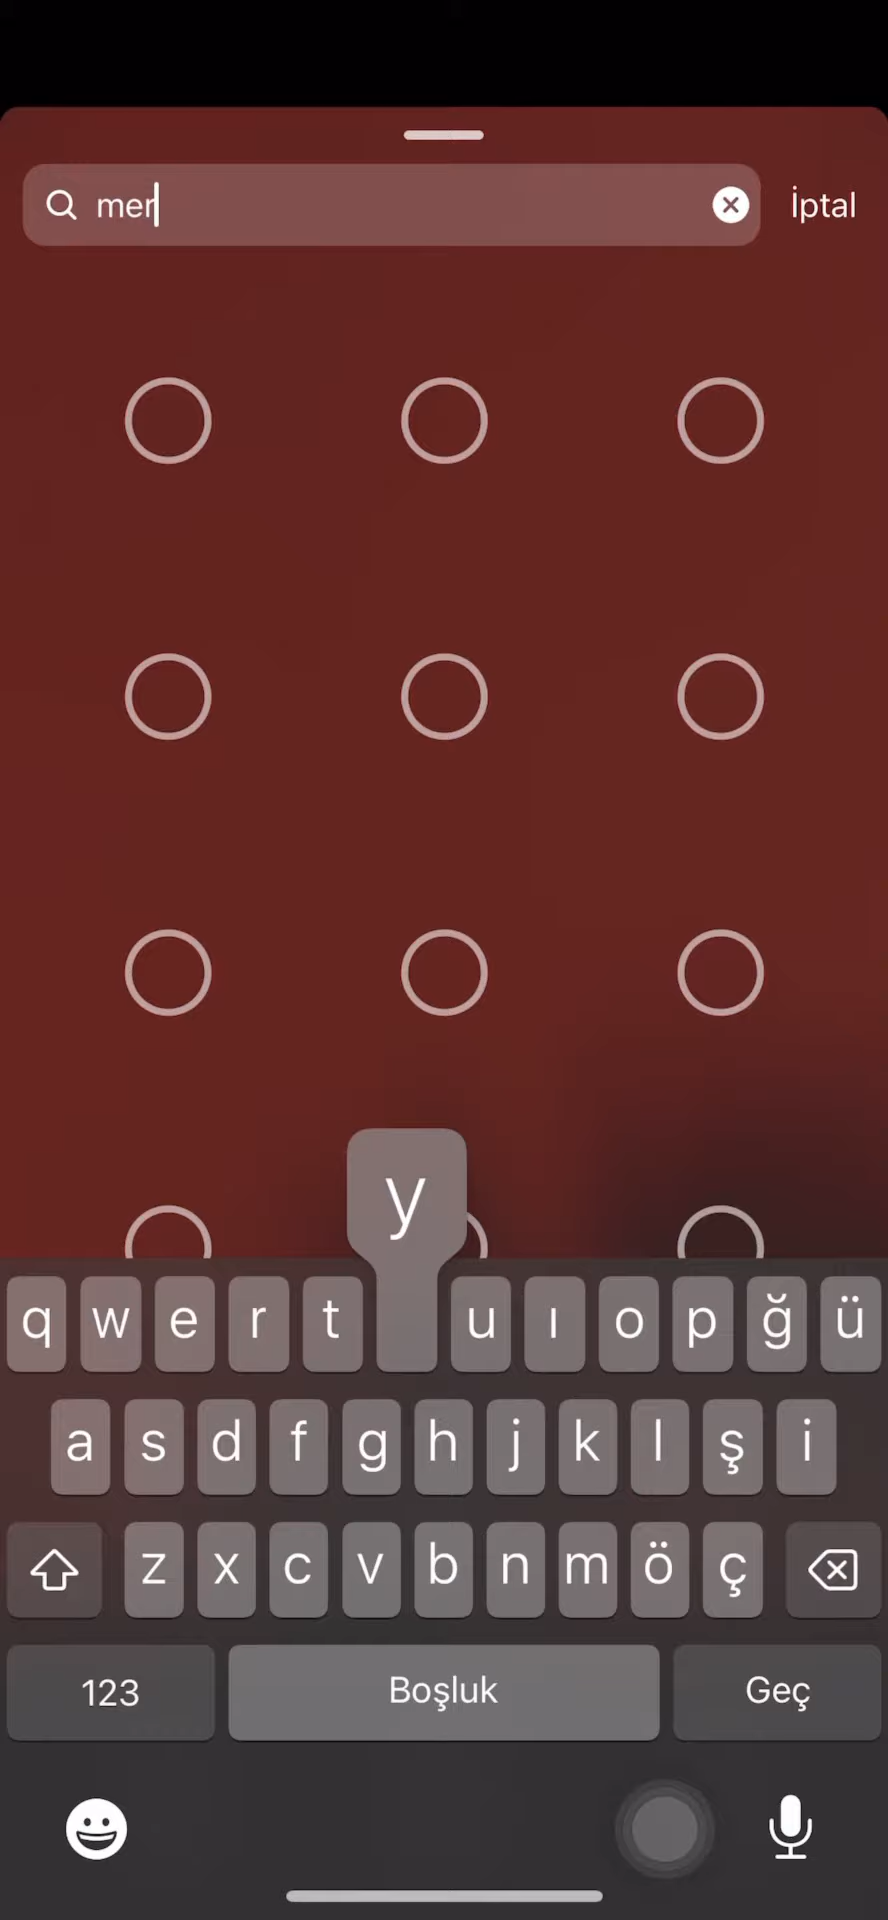 mer
İptal
y
q w e r t u ı o p ğ ü
a s d f g h j k l ş i
z x c v b n m ö ç
123 Boşluk Geç